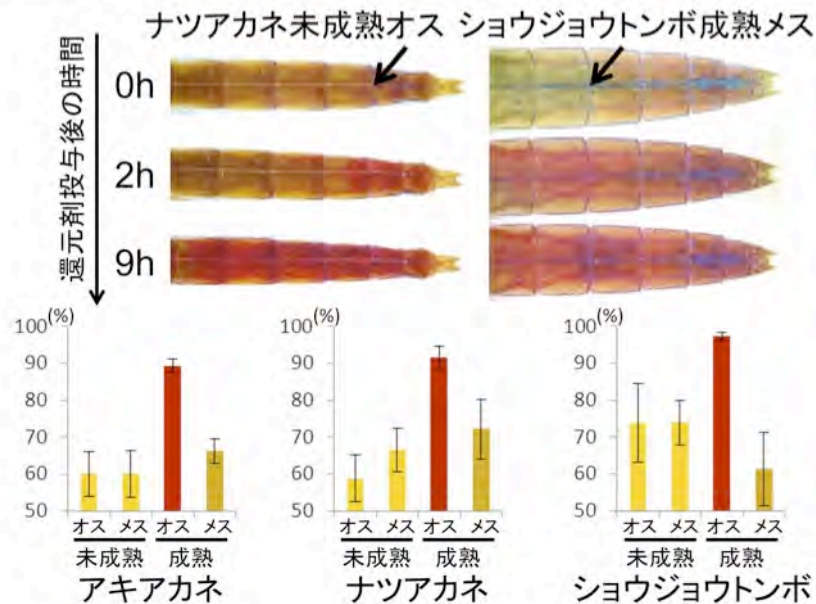 ナツアカネ未成熟オス ショウジョウトンボ成熟メス
還元剤投与後の時間
0h
2h
9h
(%)
100
90
80
70
60
50
オス メス オス メス
未成熟 成熟
アキアカネ
(%)
100
90
80
70
60
50
オス メス オス メス
未成熟 成熟
ナツアカネ
(%)
100
90
80
70
60
50
オス メス オス メス
未成熟 成熟
ショウジョウトンボ